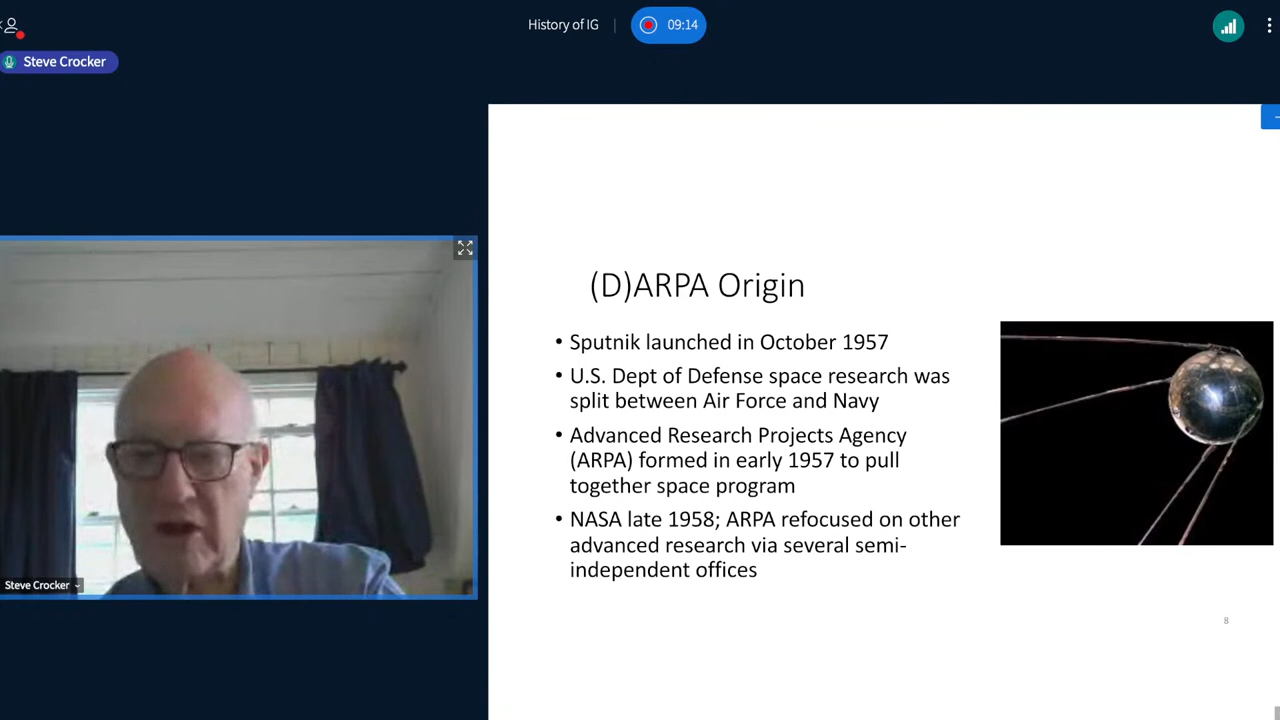 History of IG
09:14
Steve Crocker
(D)ARPA Origin
• Sputnik launched in October 1957
• U.S. Dept of Defense space research was
split between Air Force and Navy
• Advanced Research Projects Agency
(ARPA) formed in early 1957 to pull
together space program
• NASA late 1958; ARPA refocused on other
advanced research via several semi-
independent offices
Steve Crocker
8